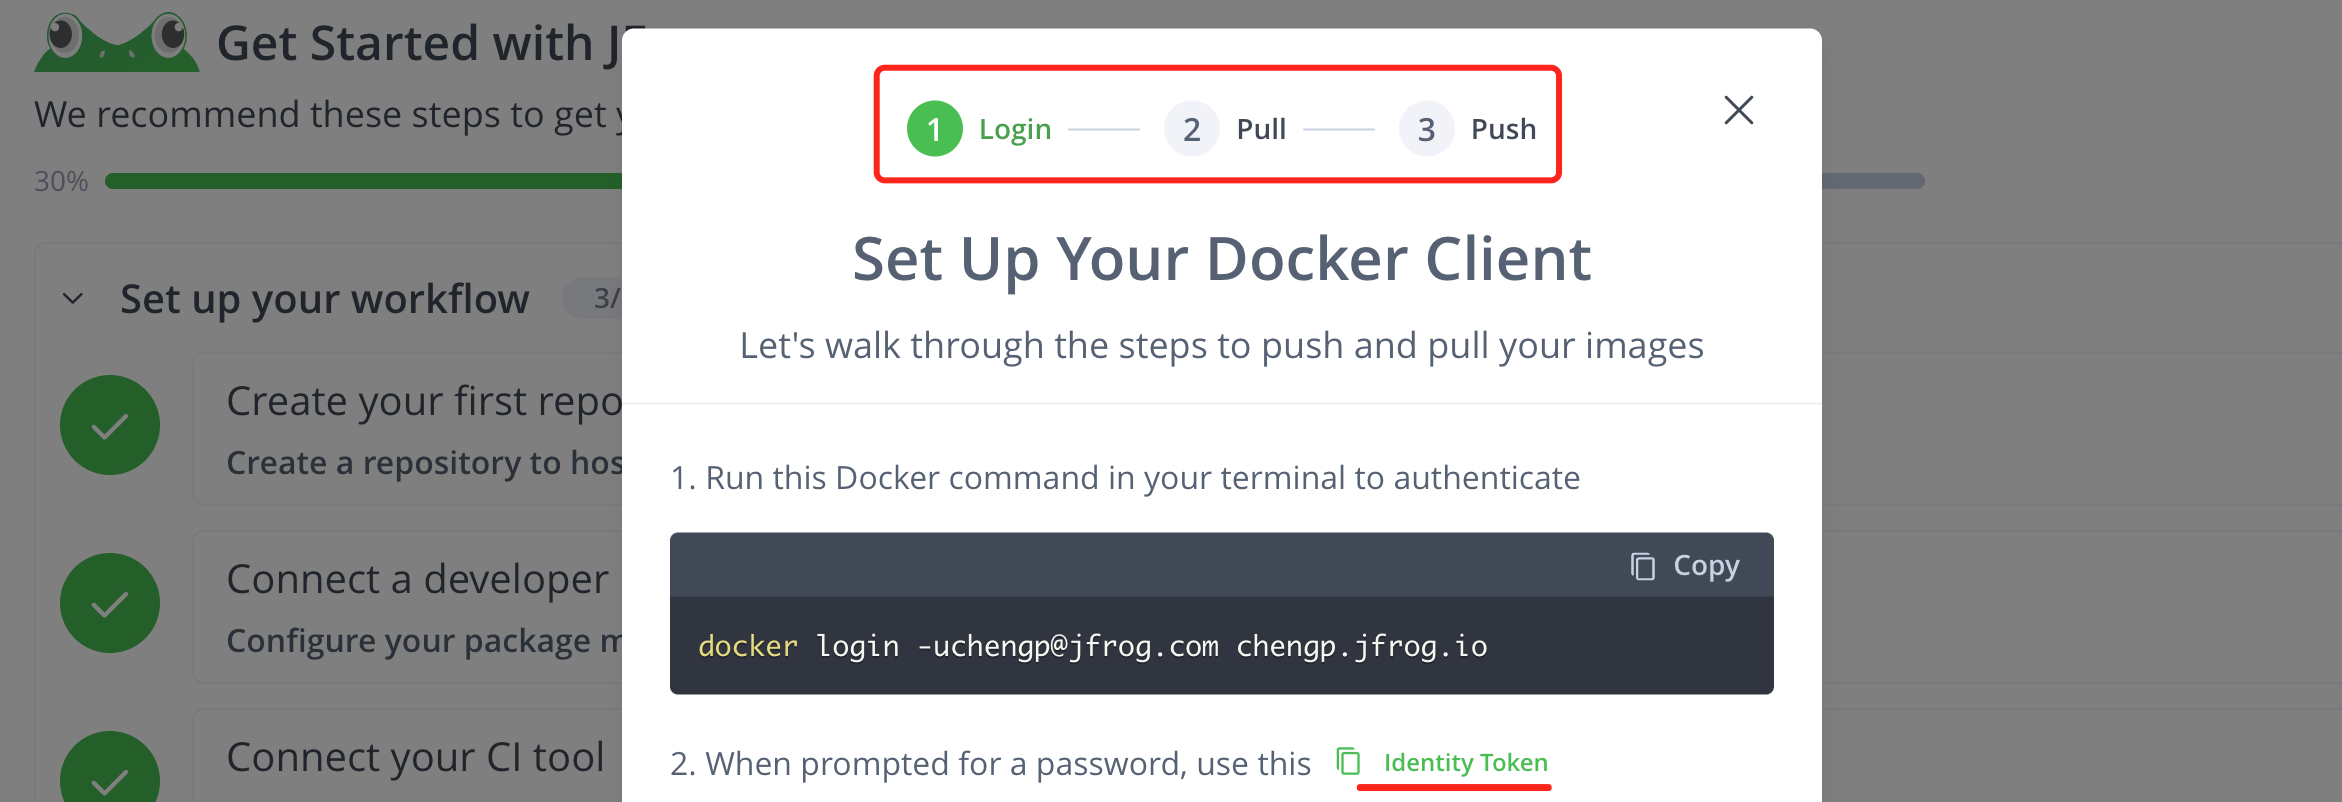 Get Started with
We recommend these steps to get
30%
Set up your workflow 3/
Create your first repo
Create a repository to hos
Connect a developer
Configure your package
Connect your CI tool
1 Login 2 Pull 3 Push
Set Up Your Docker Client
Let's walk through the steps to push and pull your images
1. Run this Docker command in your terminal to authenticate
Copy
docker login -uchengp@jfrog.com chengp.jfrog.io
2. When prompted for a password, use this Identity Token